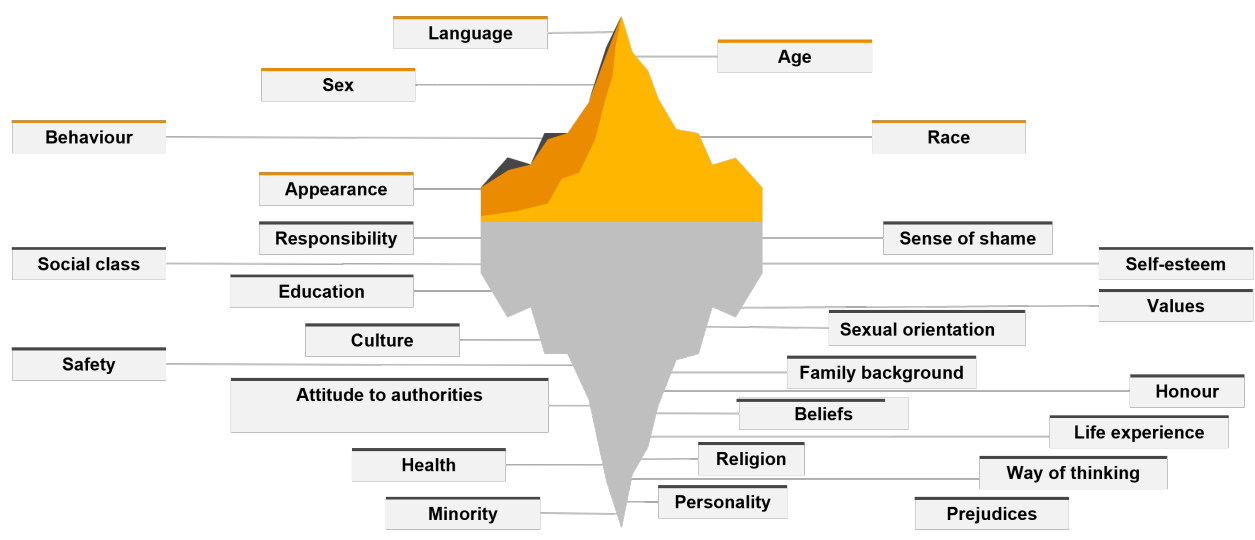 Language
Age
Sex
Behaviour
Race
Appearance
Responsibility
Sense of shame
Social class
Self-esteem
Education
Values
Sexual orientation
Culture
Safety
Family background
Attitude to authorities
Honour
Beliefs
Life experience
Health
Religion
Way of thinking
Personality
Minority
Prejudices